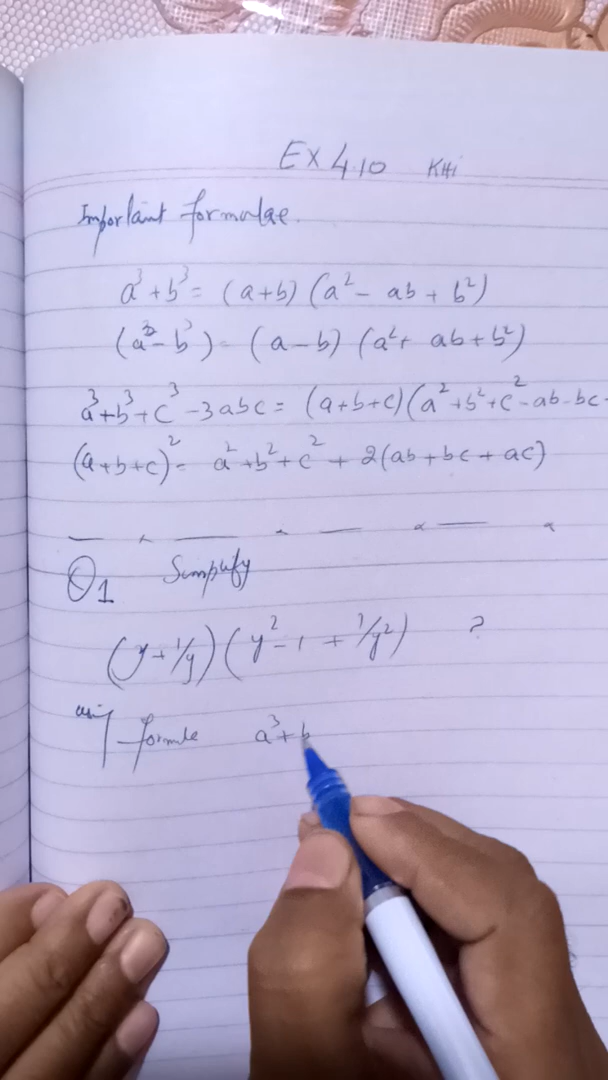 Ex 4.10 KHi
Important formulae.
a³ + b³ = (a+b) (a² - ab + b²)
(a³ - b³) = (a-b) (a² + ab + b²)
a³ + b³ + c³ - 3abc = (a+b+c) (a² + b² + c² - ab - bc -
(a+b+c)² = a² + b² + c² + 2(ab + bc + ac)
Q1 Simplify
(y + 1/y) (y² - 1 + 1/y²) ?
using formule a³ + b